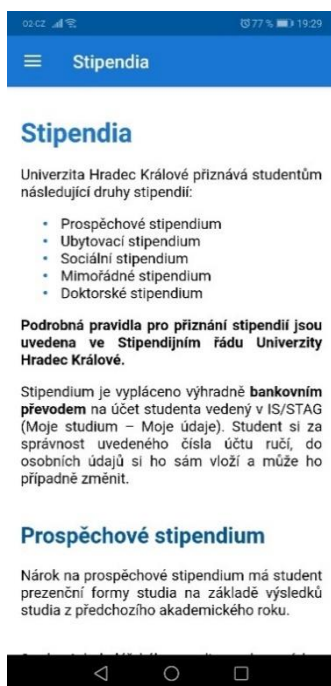 O2 CZ 77 % 19:29
Stipendia
Stipendia
Univerzita Hradec Králové přiznává studentům
následující druhy stipendií:
• Prospěchové stipendium
• Ubytovací stipendium
• Sociální stipendium
• Mimořádné stipendium
• Doktorské stipendium
Podrobná pravidla pro přiznání stipendií jsou
uvedena ve Stipendijním řádu Univerzity
Hradec Králové.
Stipendium je vypláceno výhradně bankovním
převodem na účet studenta vedený v IS/STAG
(Moje studium – Moje údaje). Student si za
správnost uvedeného čísla účtu ručí, do
osobních údajů si ho sám vloží a může ho
případně změnit.
Prospěchové stipendium
Nárok na prospěchové stipendium má student
prezenční formy studia na základě výsledků
studia z předchozího akademického roku.